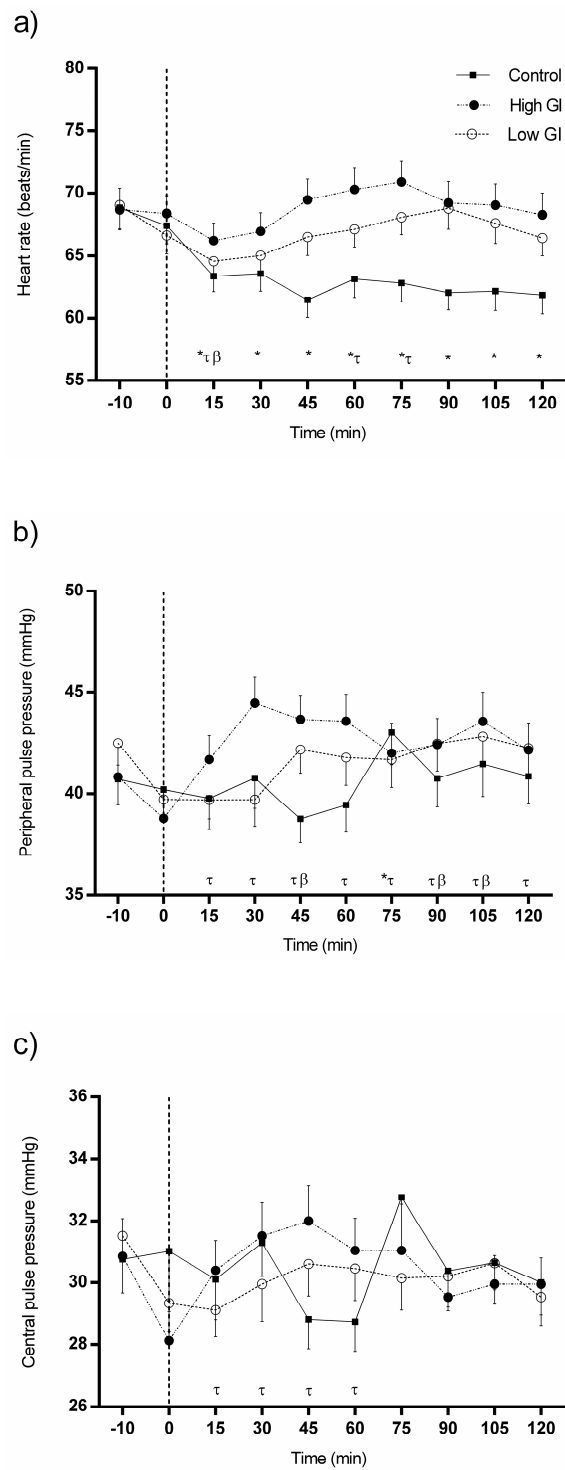 a)
Heart rate (beats/min)
80
75
70
65
60
55
Control
High GI
Low GI
*τβ * * *τ *τ * * *
-10 0 15 30 45 60 75 90 105 120
Time (min)
b)
Peripheral pulse pressure (mmHg)
50
45
40
35
τ τ τβ τ *τ τβ τβ τ
-10 0 15 30 45 60 75 90 105 120
Time (min)
c)
Central pulse pressure (mmHg)
36
34
32
30
28
26
τ τ τ τ
-10 0 15 30 45 60 75 90 105 120
Time (min)